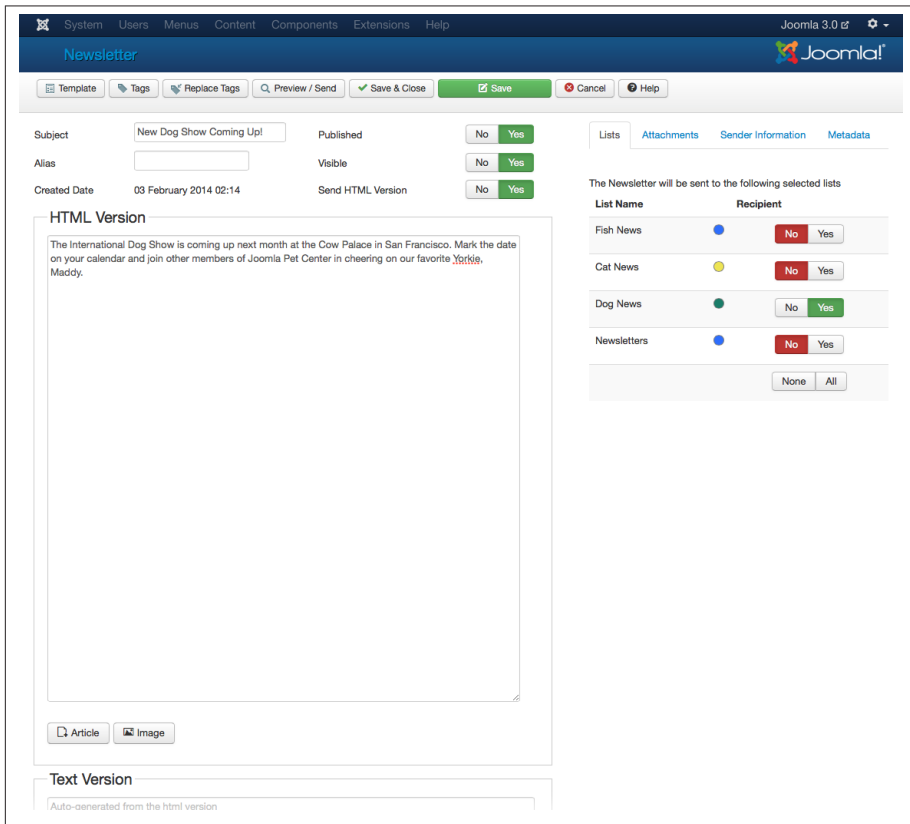 System Users Menus Content Components Extensions Help Joomla 3.0
Newsletter Joomla!
Template Tags Replace Tags Preview / Send Save & Close Save Cancel Help
Subject New Dog Show Coming Up! Published No Yes
Alias Visible No Yes
Created Date 03 February 2014 02:14 Send HTML Version No Yes
HTML Version
The International Dog Show is coming up next month at the Cow Palace in San Francisco. Mark the date
on your calendar and join other members of Joomla Pet Center in cheering on our favorite Yorkie,
Maddy.
Article Image
Text Version
Auto-generated from the html version
Lists Attachments Sender Information Metadata
The Newsletter will be sent to the following selected lists
List Name Recipient
Fish News No Yes
Cat News No Yes
Dog News No Yes
Newsletters No Yes
None All